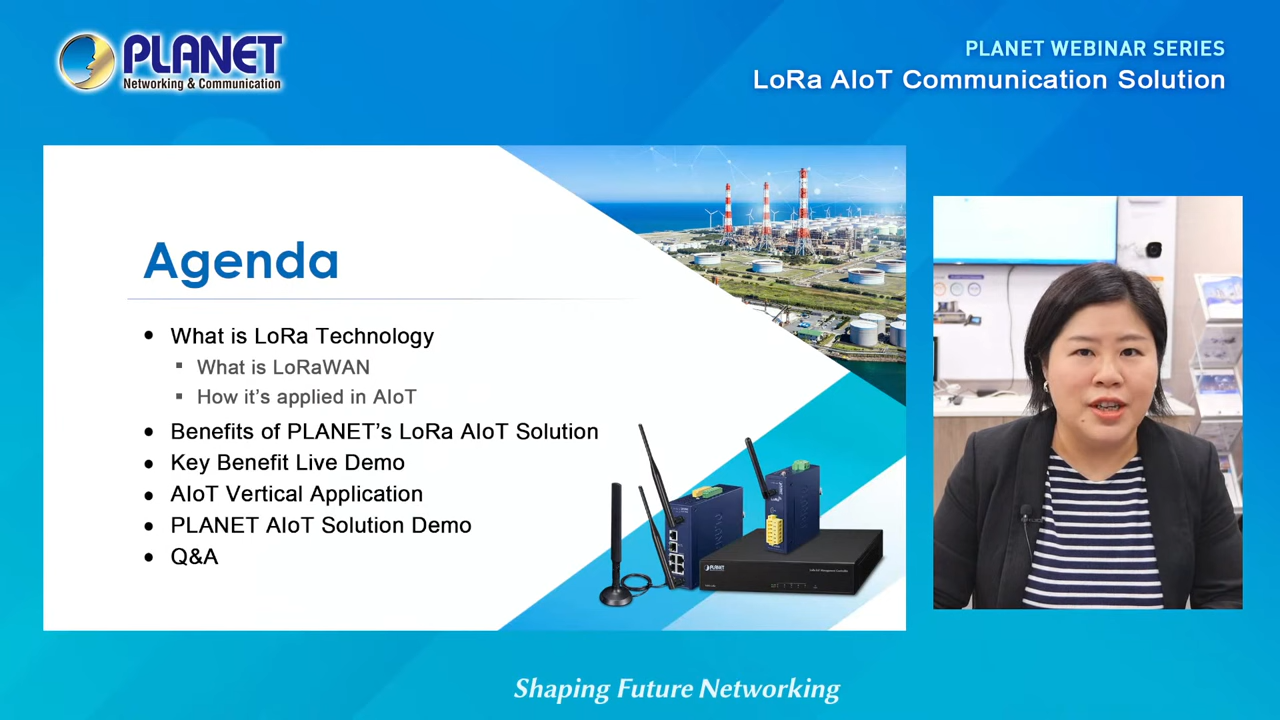 PLANET
Networking & Communication
PLANET WEBINAR SERIES
LoRa AIoT Communication Solution
Agenda
• What is LoRa Technology
▪ What is LoRaWAN
▪ How it’s applied in AIoT
• Benefits of PLANET’s LoRa AIoT Solution
• Key Benefit Live Demo
• AIoT Vertical Application
• PLANET AIoT Solution Demo
• Q&A
PLANET
Shaping Future Networking